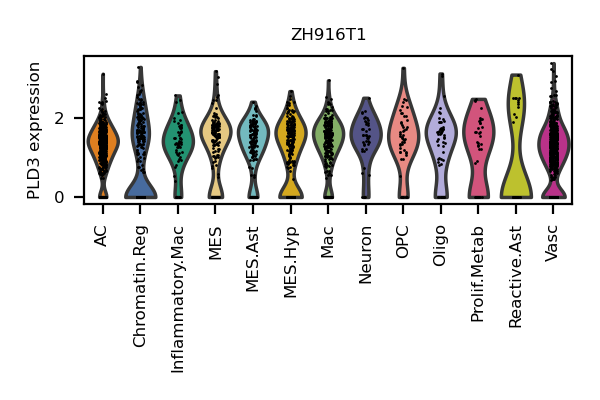 ZH916T1
PLD3 expression
2
0
AC
Chromatin.Reg
Inflammatory.Mac
MES
MES.Ast
MES.Hyp
Mac
Neuron
OPC
Oligo
Prolif.Metab
Reactive.Ast
Vasc